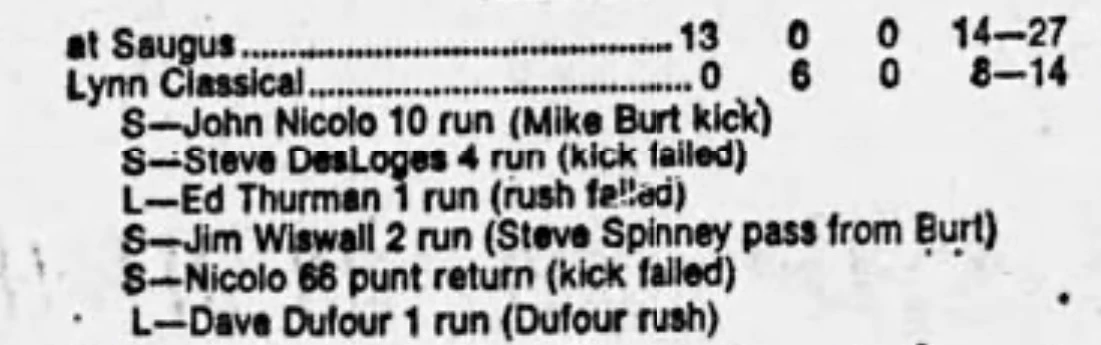 at Saugus.......................................13 0 0 14—27
Lynn Classical...................................0 6 0 8—14
S—John Nicolo 10 run (Mike Burt kick)
S—Steve DesLoges 4 run (kick failed)
L—Ed Thurman 1 run (rush failed)
S—Jim Wiswall 2 run (Steve Spinney pass from Burt)
S—Nicolo 66 punt return (kick failed)
L—Dave Dufour 1 run (Dufour rush)